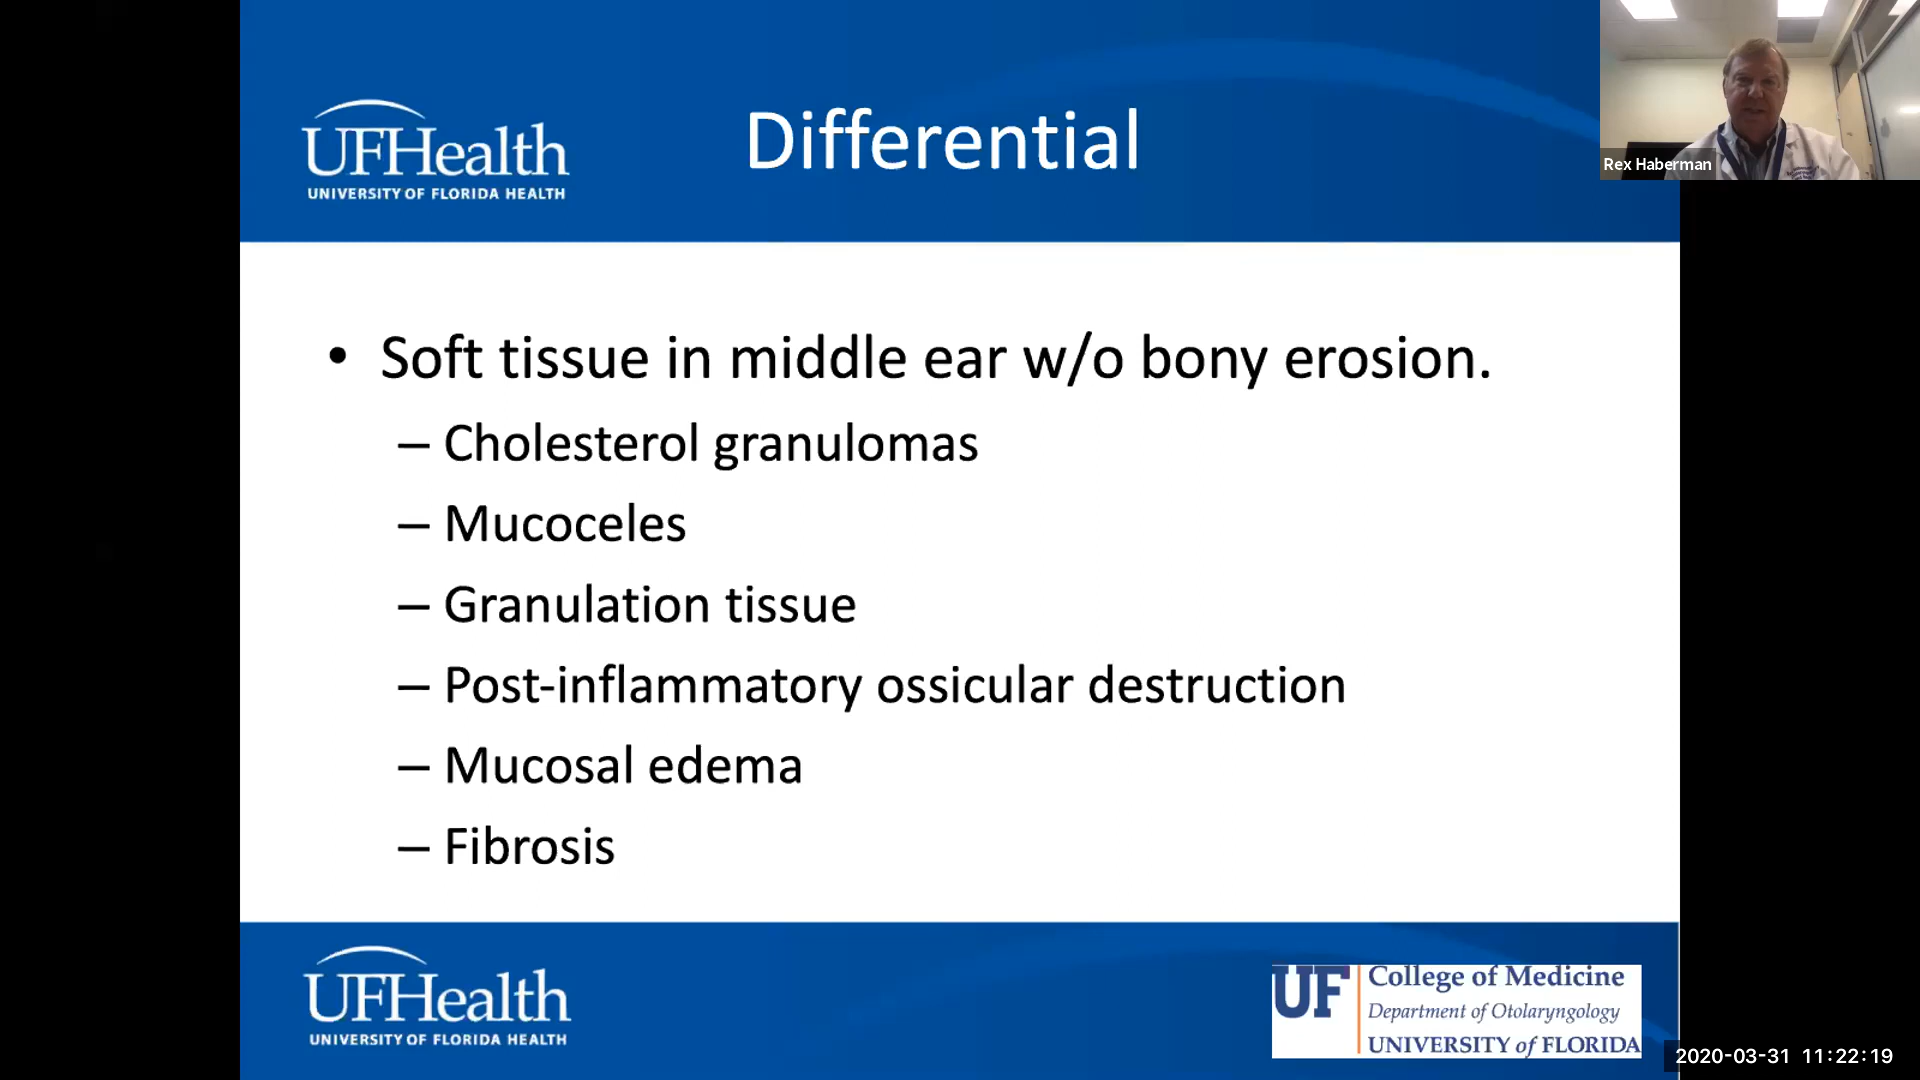 UFHealth
UNIVERSITY OF FLORIDA HEALTH
Differential
Rex Haberman
• Soft tissue in middle ear w/o bony erosion.
– Cholesterol granulomas
– Mucoceles
– Granulation tissue
– Post-inflammatory ossicular destruction
– Mucosal edema
– Fibrosis
UFHealth
UNIVERSITY OF FLORIDA HEALTH
UF
College of Medicine
Department of Otolaryngology
UNIVERSITY of FLORIDA
2020-03-31 11:22:19